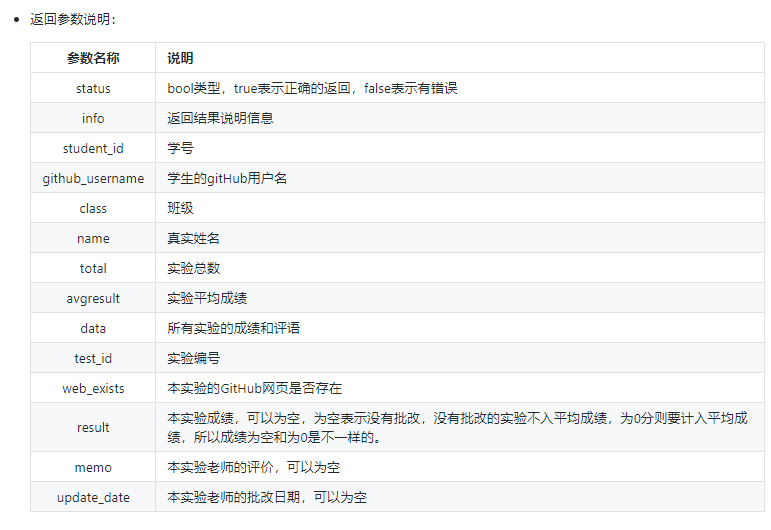 返回参数说明：
参数名称 说明
status bool类型，true表示正确的返回，false表示有错误
info 返回结果说明信息
student_id 学号
github_username 学生的gitHub用户名
class 班级
name 真实姓名
total 实验总数
avgresult 实验平均成绩
data 所有实验的成绩和评语
test_id 实验编号
web_exists 本实验的GitHub网页是否存在
result 本实验成绩，可以为空，为空表示没有批改，没有批改的实验不入平均成绩，为0分则要计入平均成
绩，所以成绩为空和为0是不一样的。
memo 本实验老师的评价，可以为空
update_date 本实验老师的批改日期，可以为空